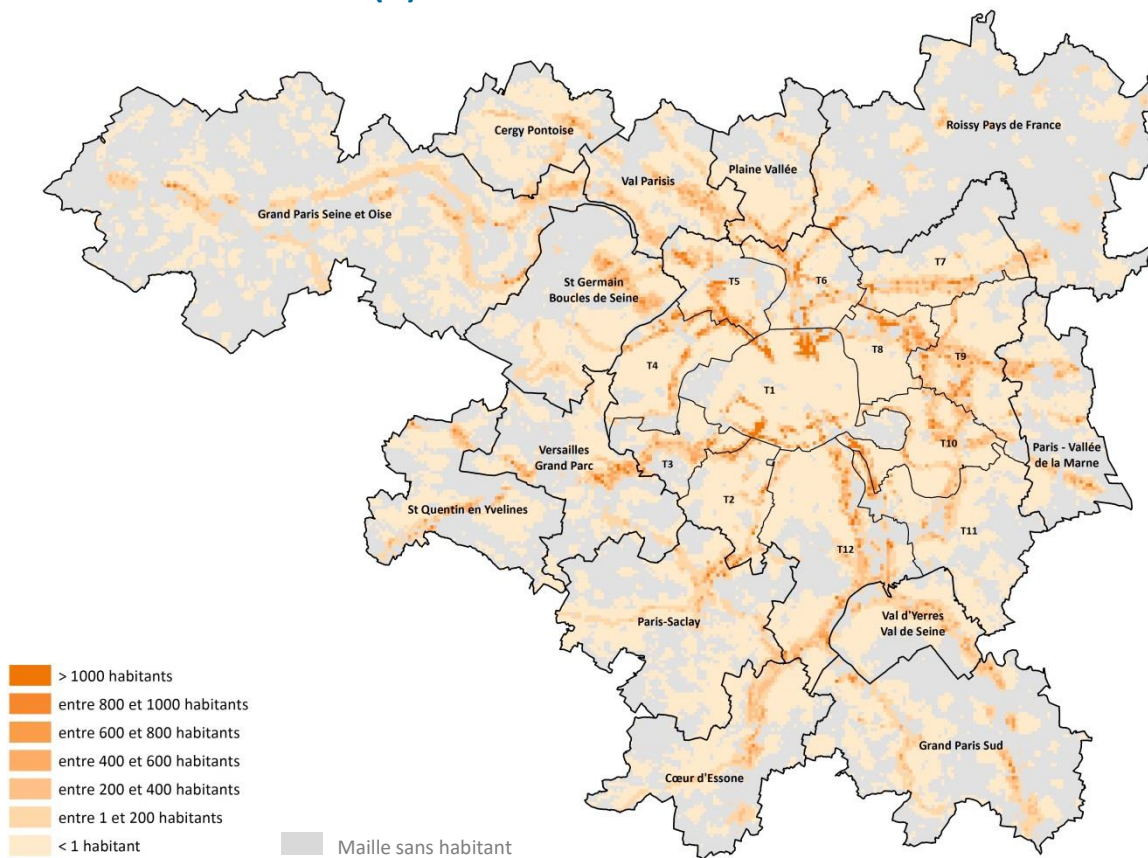 Cergy Pontoise
Roissy Pays de France
Val Parisis
Plaine Vallée
Grand Paris Seine et Oise
T7
St Germain
Boucles de Seine
T5
T6
T8
T9
T4
T1
T10
Versailles
Grand Parc
T3
Paris - Vallée
de la Marne
T2
St Quentin en Yvelines
T11
T12
Val d'Yerres
Val de Seine
Paris-Saclay
Grand Paris Sud
Cœur d'Essone
> 1000 habitants
entre 800 et 1000 habitants
entre 600 et 800 habitants
entre 400 et 600 habitants
entre 200 et 400 habitants
entre 1 et 200 habitants
< 1 habitant
Maille sans habitant